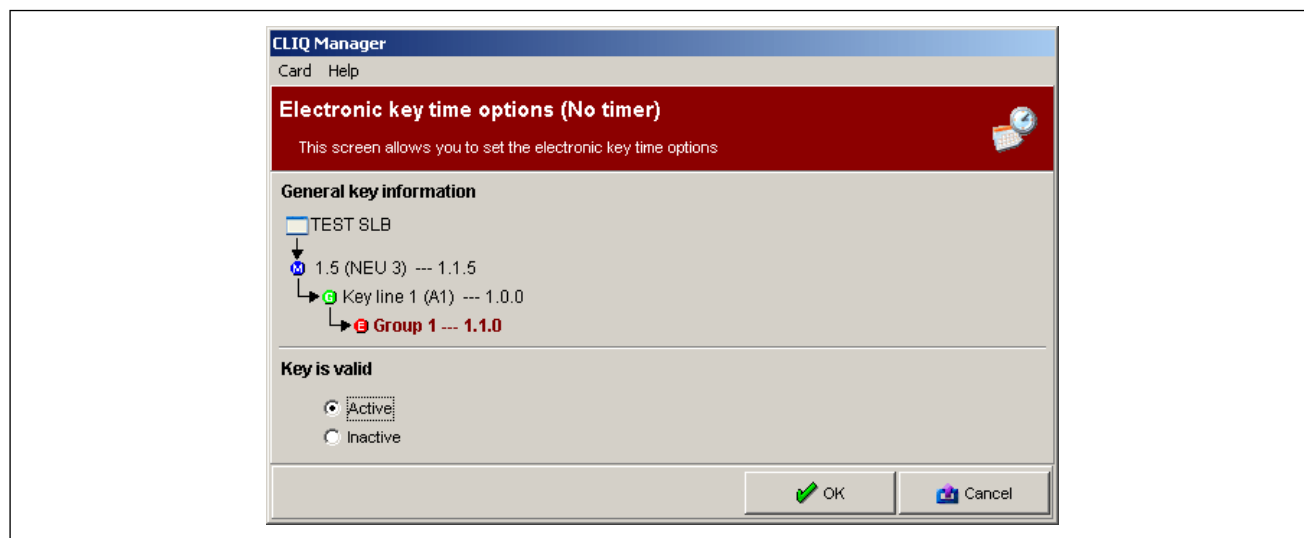 CLIQ Manager
Card Help
Electronic key time options (No timer)
This screen allows you to set the electronic key time options
General key information
TEST SLB
M 1.5 (NEU 3) --- 1.1.5
G Key line 1 (A1) --- 1.0.0
E Group 1 --- 1.1.0
Key is valid
Active
Inactive
OK Cancel